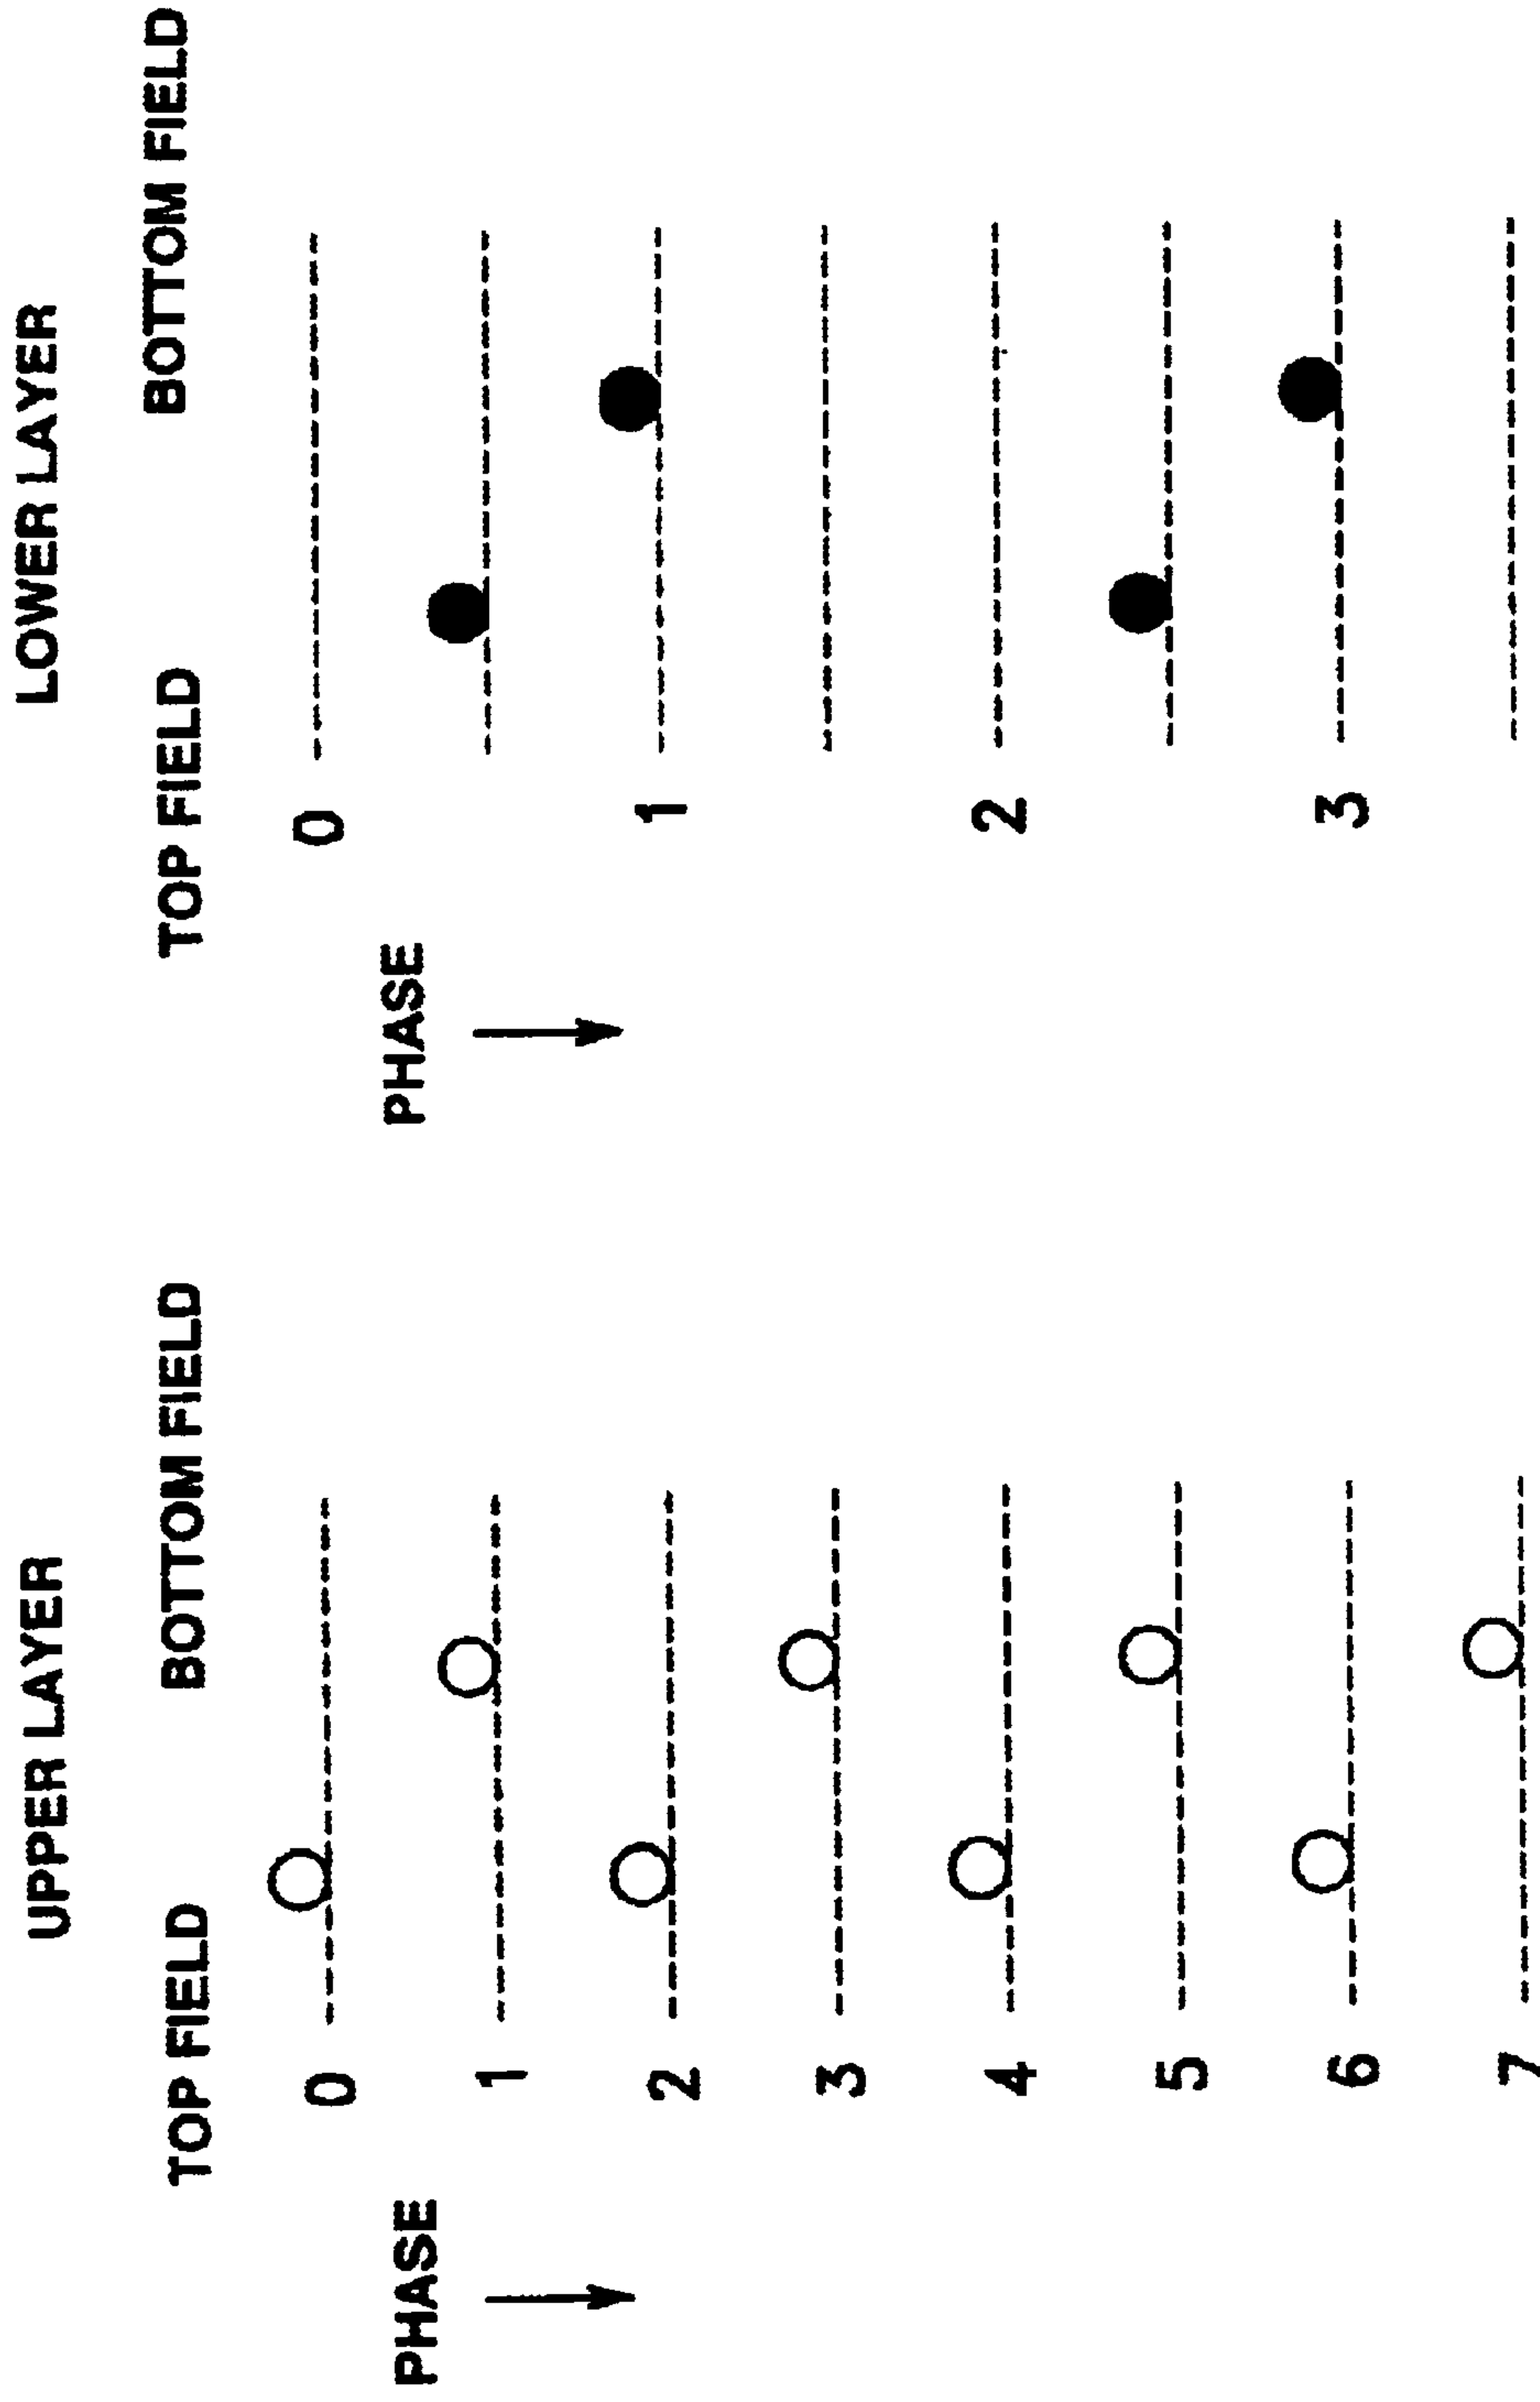 UPPER LAYER
TOP FIELD
BOTTOM FIELD
PHASE
0
1
2
3
4
5
6
7
LOWER LAYER
TOP FIELD
BOTTOM FIELD
PHASE
0
1
2
3